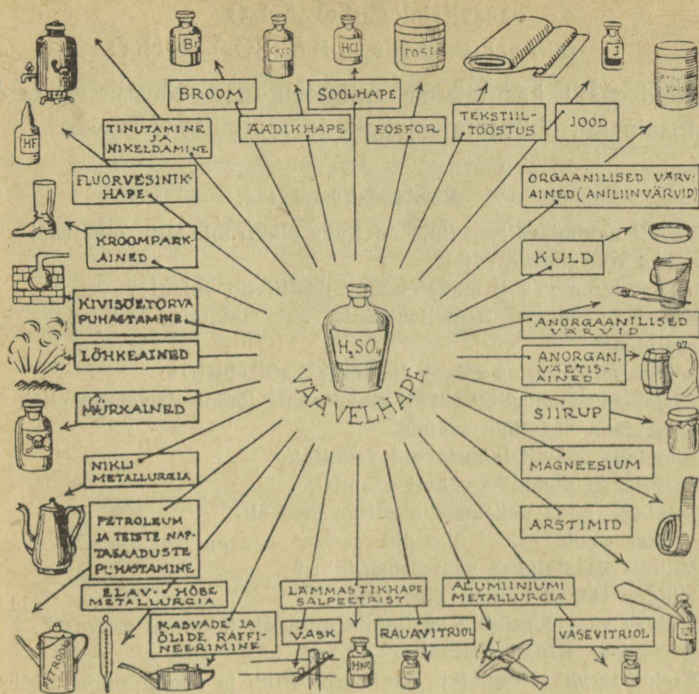 Br
CH₃CO
HCl
FOSF
J
BROOM
SOOLHAPE
ÄÄDIKHAPE
FOSFOR
TEKSTIIL-
TÖÖSTUS
JOOD
TINUTAMINE
JA
NIKELDAMINE
HF
FLUORVESINIK-
HAPE
ORGAANILISED VÄRV-
AINED (ANILIINVÄRVID)
KROOMPARK-
AINED
KULD
KIVISÖETÕRVA
PUHASTAMINE
ANORGAANILISED
VÄRVID
LÕHKEAINED
ANORGAN.
VÄETIS-
AINED
H₂SO₄
VÄÄVELHAPE
MÜRKAINED
SIIRUP
NIKLI
METALLURGIA
MAGNEESIUM
PETROLEUM
JA TEISTE NAF-
TASAADUSTE
PUHASTAMINE
ARSTIMID
ELAV-HÕBE
METALLURGIA
LÄMMASTIKHAPE
SALPEETRIST
ALUMIINIUMI
METALLURGIA
RASVADE JA
ÕLIDE RAFFI-
NEERIMINE
VASK
RAUAVITRIOL
VASEVITRIOL
PETROOL
HNO